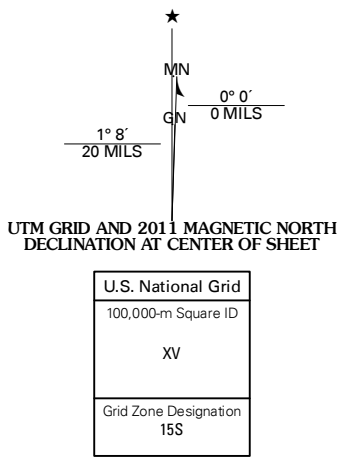 ★
MN
0° 0´
0 MILS
GN
1° 8´
20 MILS
UTM GRID AND 2011 MAGNETIC NORTH
DECLINATION AT CENTER OF SHEET
U.S. National Grid
100,000-m Square ID
XV
Grid Zone Designation
15S